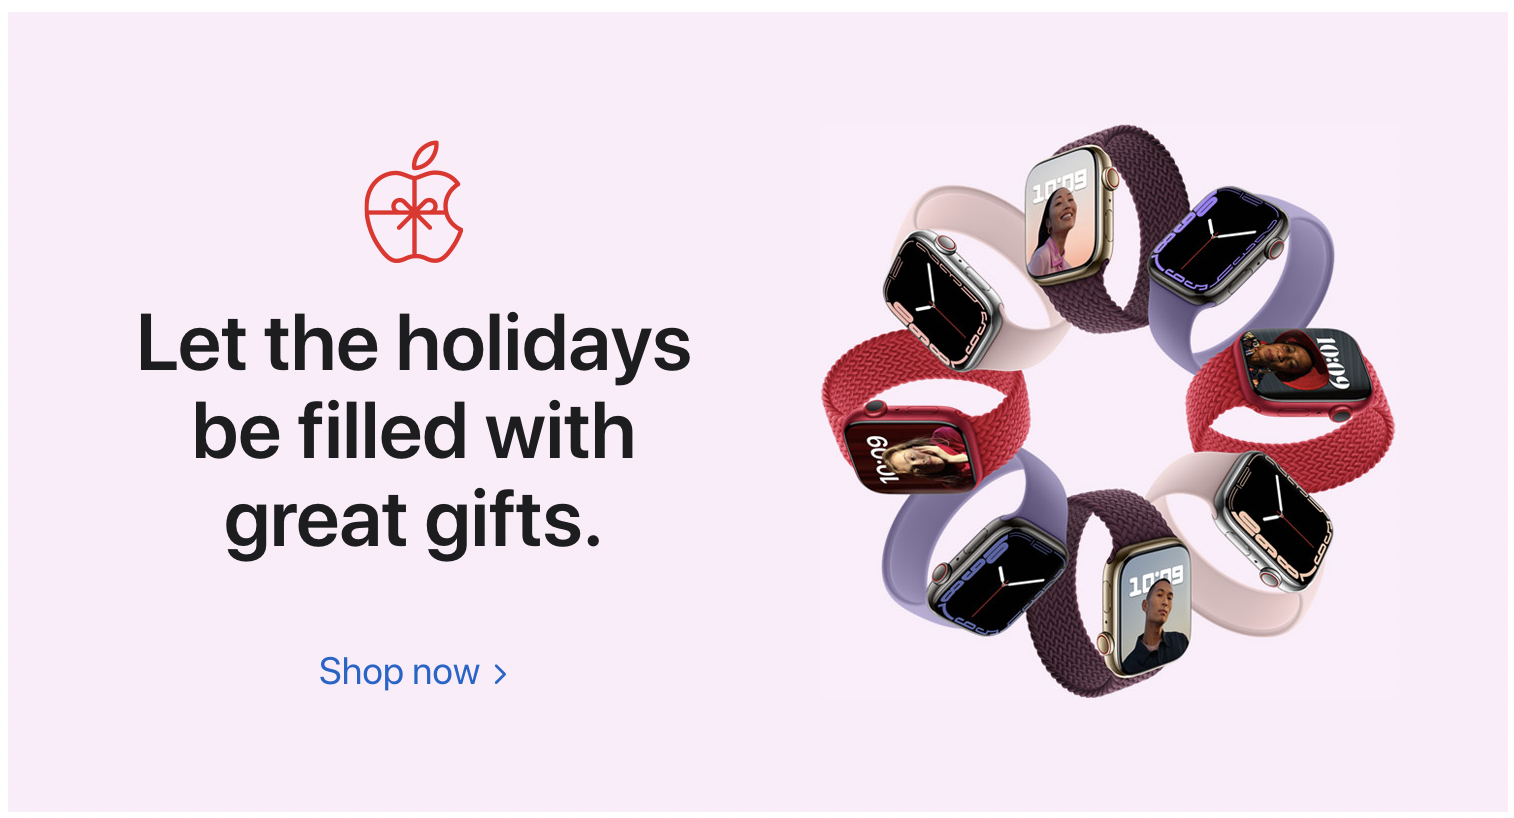 Let the holidays
be filled with
great gifts.
Shop now
10:09
10:09
10:09
10:09